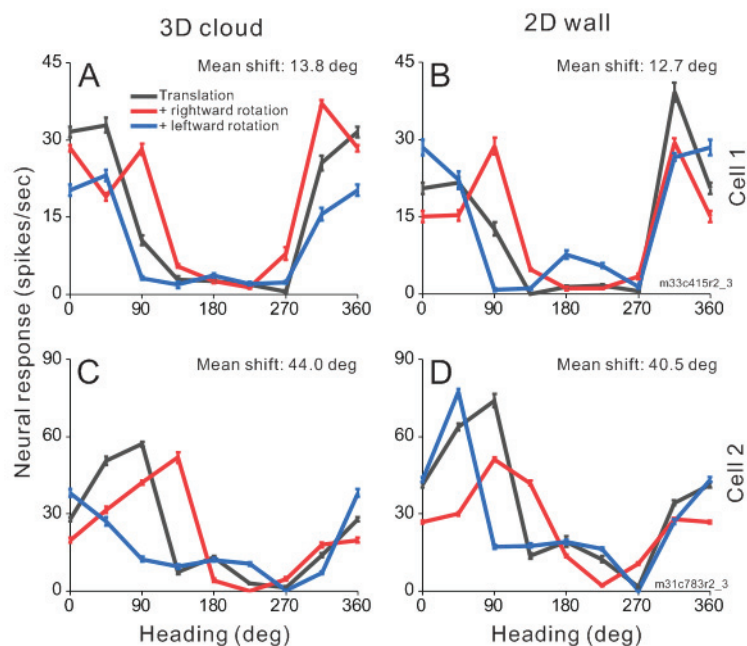 3D cloud
2D wall
A
Mean shift: 13.8 deg
Translation
+ rightward rotation
+ leftward rotation
45
30
15
0
0 90 180 270 360
B
Mean shift: 12.7 deg
45
30
15
0
0 90 180 270 360
m33c415r2_3
Cell 1
Neural response (spikes/sec)
C
Mean shift: 44.0 deg
90
60
30
0
0 90 180 270 360
Heading (deg)
D
Mean shift: 40.5 deg
90
60
30
0
0 90 180 270 360
m31c783r2_3
Cell 2
Heading (deg)